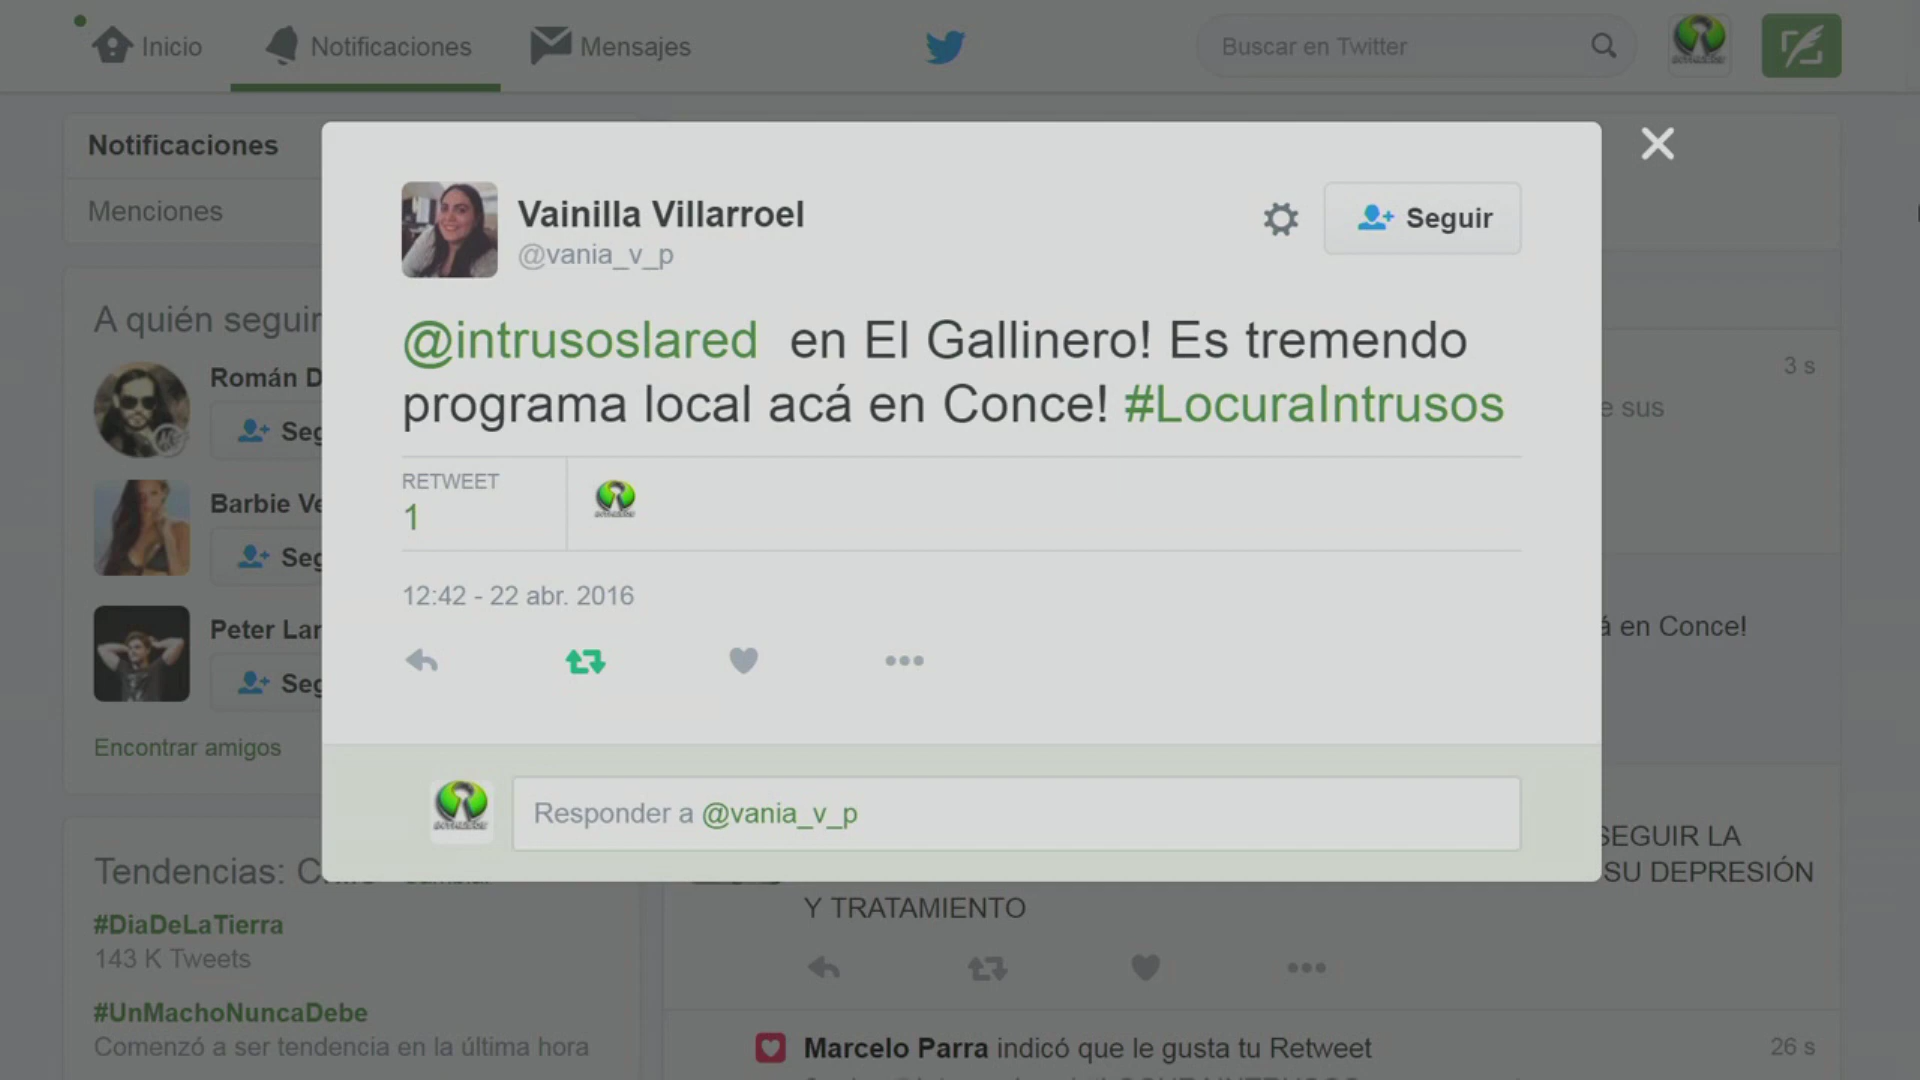 Inicio
Notificaciones
Mensajes
Buscar en Twitter
Notificaciones
Menciones
A quién seguir
Román D
Seg
Barbie Ve
Seg
Peter Lar
Seg
Encontrar amigos
Tendencias: C
#DiaDeLaTierra
143 K Tweets
#UnMachoNuncaDebe
Comenzó a ser tendencia en la última hora
Vainilla Villarroel
@vania_v_p
Seguir
@intrusoslared en El Gallinero! Es tremendo
programa local acá en Conce! #LocuraIntrusos
RETWEET
1
12:42 - 22 abr. 2016
Responder a @vania_v_p
3 s
e sus
á en Conce!
SEGUIR LA
SU DEPRESIÓN
Y TRATAMIENTO
Marcelo Parra indicó que le gusta tu Retweet
26 s